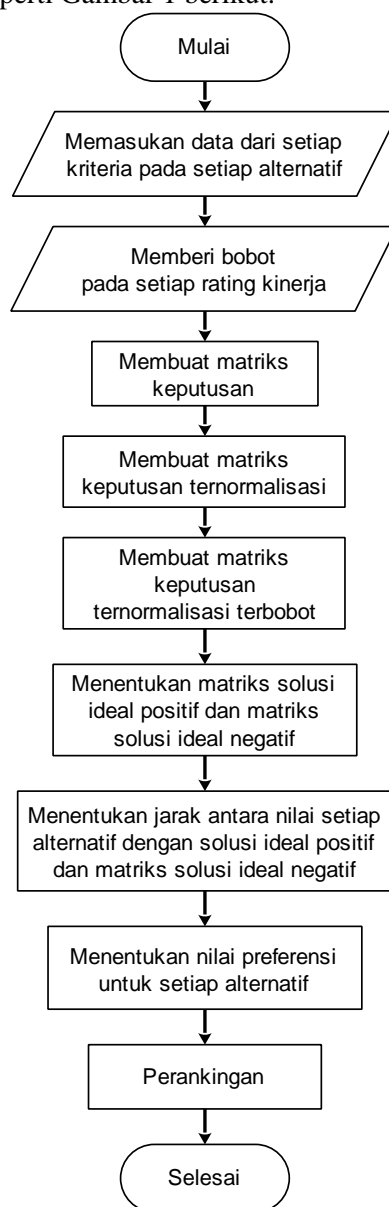 perti Gambar 1 berikut.
Mulai
Memasukan data dari setiap
kriteria pada setiap alternatif
Memberi bobot
pada setiap rating kinerja
Membuat matriks
keputusan
Membuat matriks
keputusan ternormalisasi
Membuat matriks
keputusan
ternormalisasi terbobot
Menentukan matriks solusi
ideal positif dan matriks
solusi ideal negatif
Menentukan jarak antara nilai setiap
alternatif dengan solusi ideal positif
dan matriks solusi ideal negatif
Menentukan nilai preferensi
untuk setiap alternatif
Perankingan
Selesai